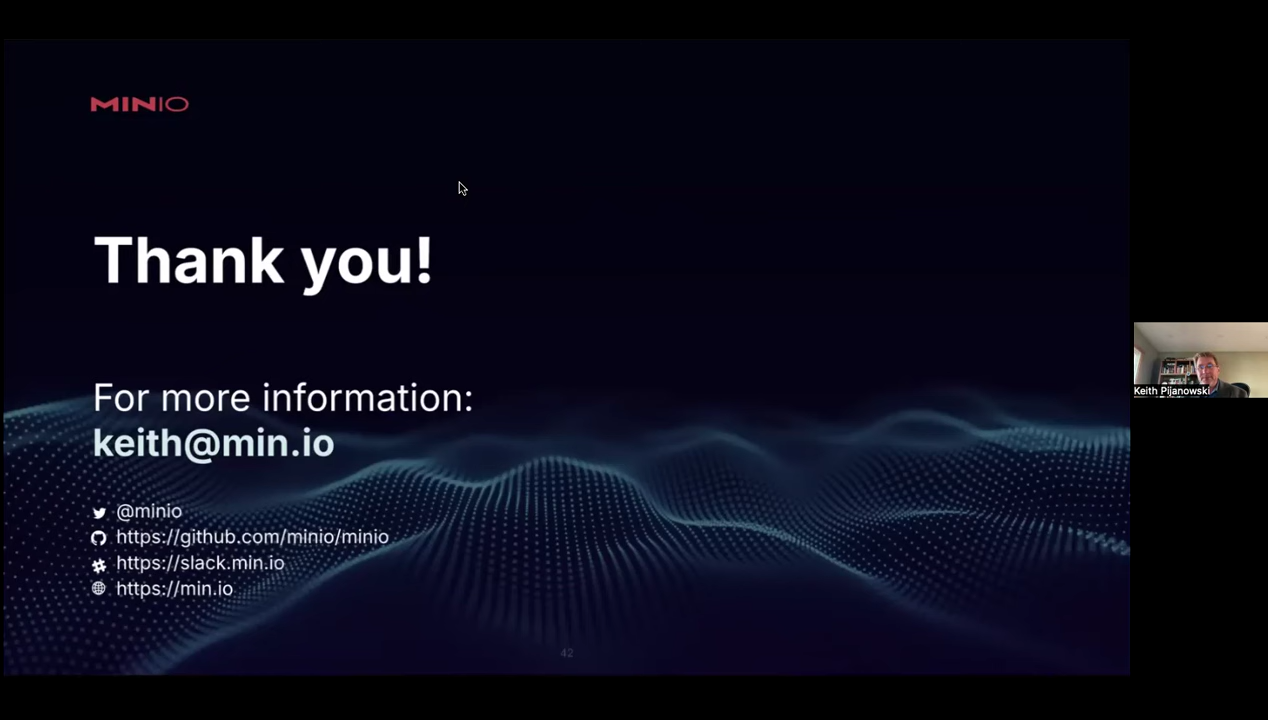 MINIO
Thank you!
For more information:
keith@min.io
@minio
https://github.com/minio/minio
https://slack.min.io
https://min.io
42
Keith Pijanowski